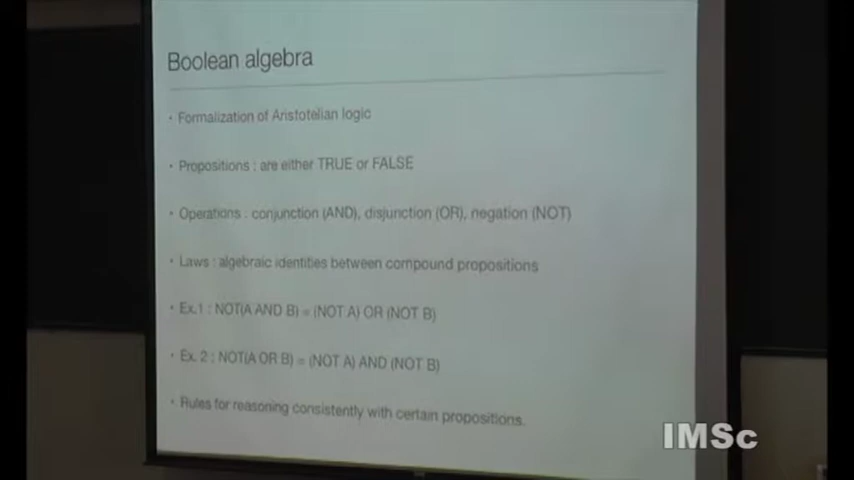 Boolean algebra
• Formalization of Aristotelian logic
• Propositions : are either TRUE or FALSE
• Operations : conjunction (AND), disjunction (OR), negation (NOT)
• Laws : algebraic identities between compound propositions
• Ex.1 : NOT(A AND B) = (NOT A) OR (NOT B)
• Ex. 2 : NOT(A OR B) = (NOT A) AND (NOT B)
• Rules for reasoning consistently with certain propositions.
IMSc